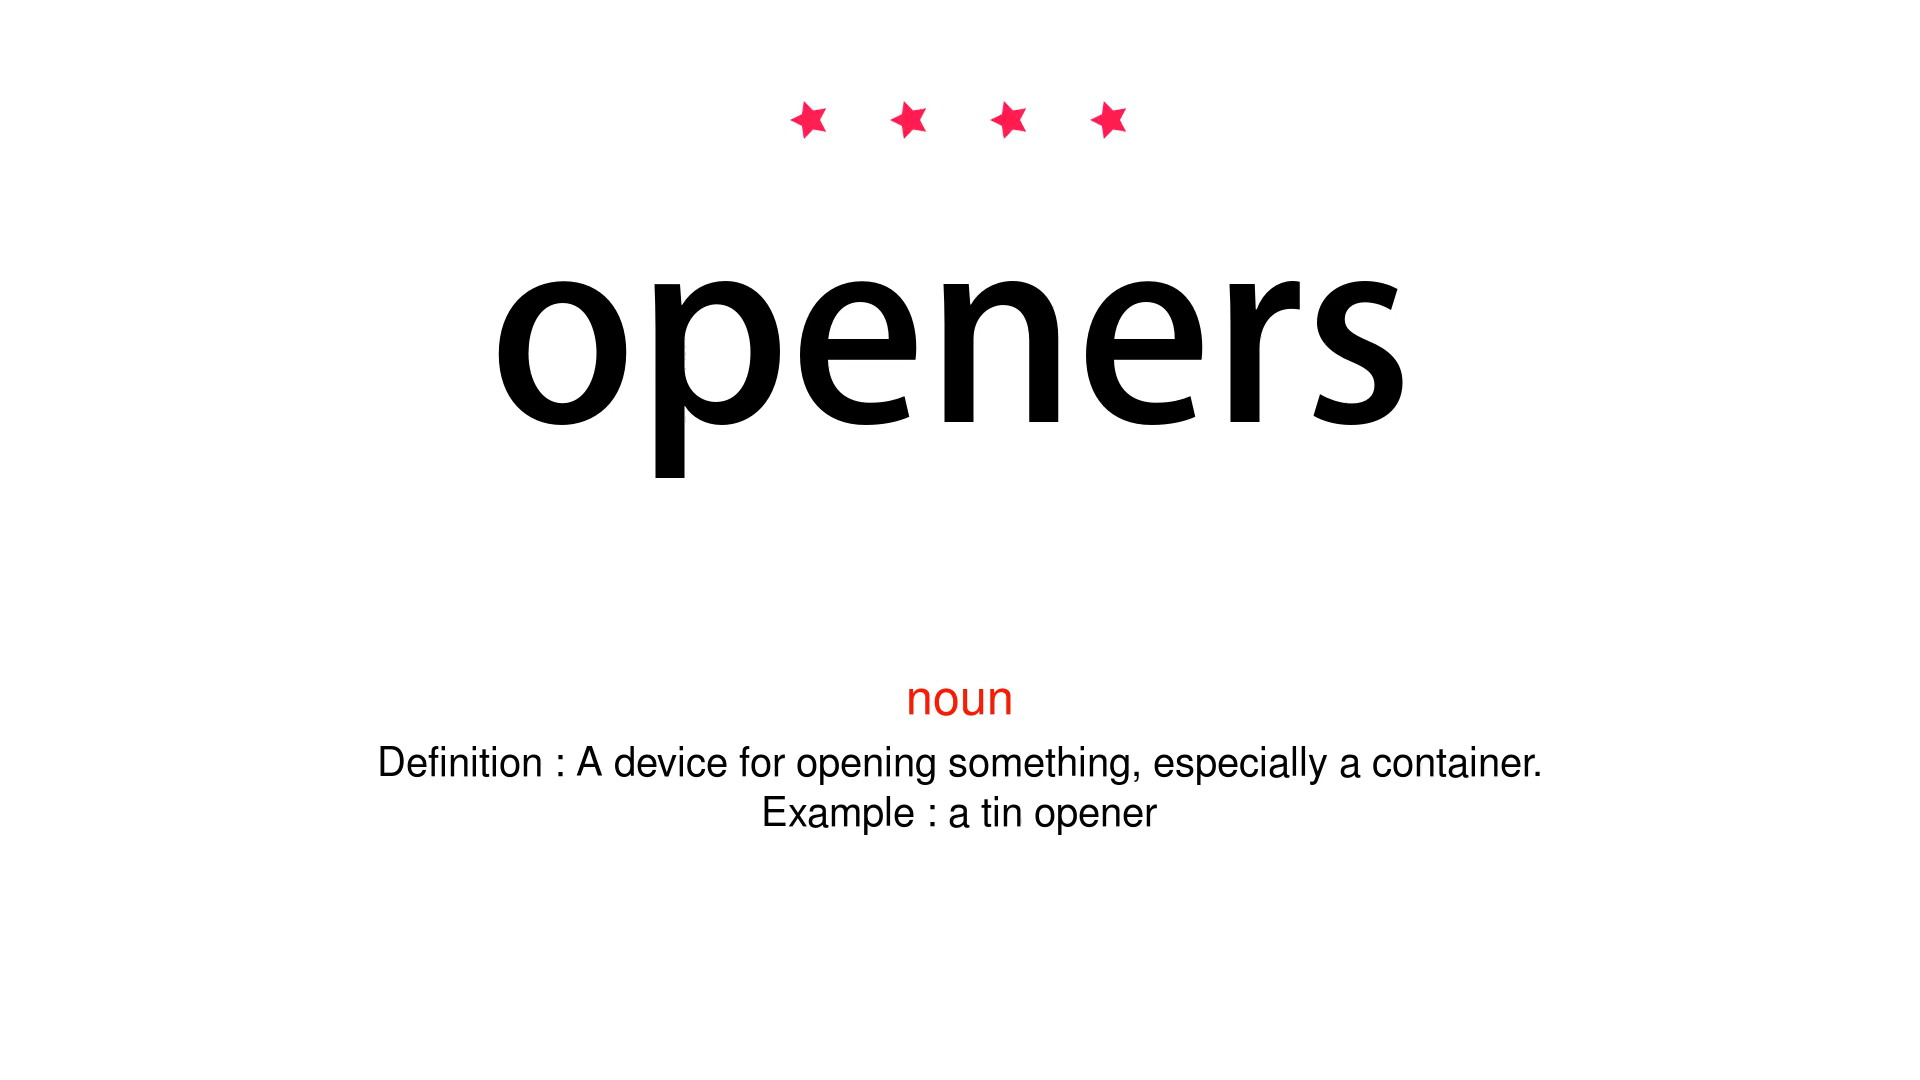 openers
noun
Definition : A device for opening something, especially a container.
Example : a tin opener